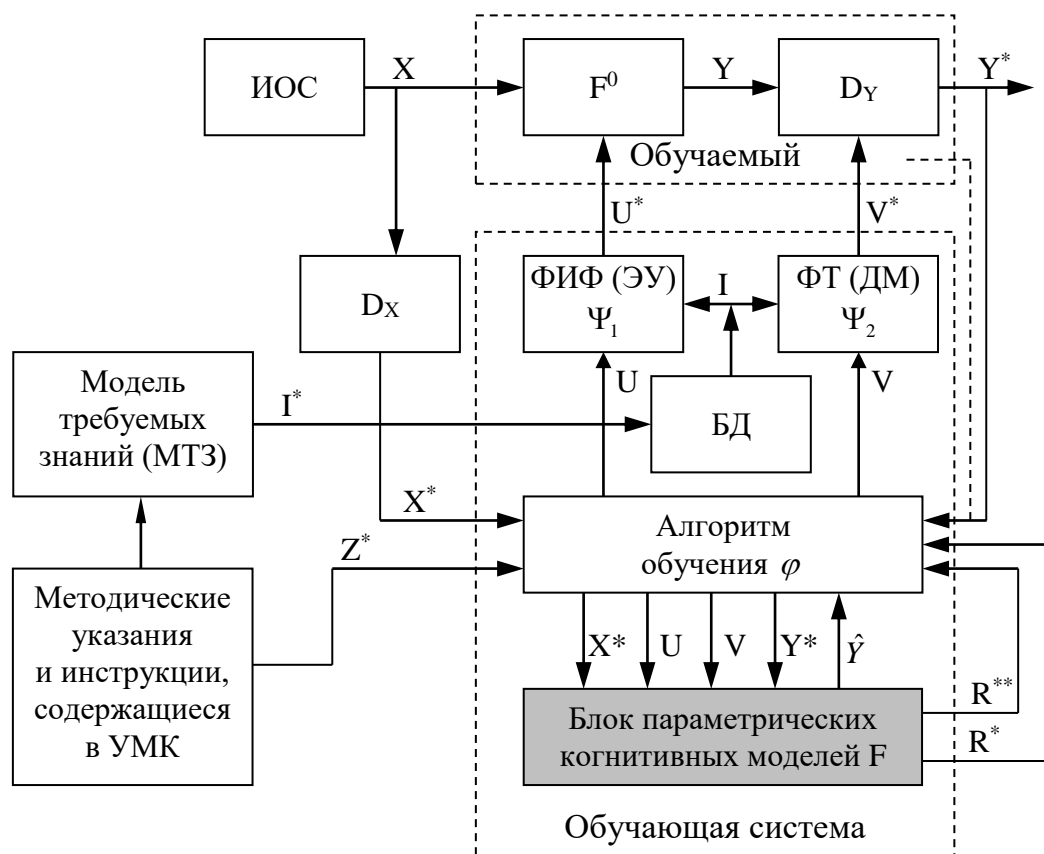 ИОС
X
F⁰
Y
D_Y
Y*
Обучаемый
U*
V*
D_X
ФИФ (ЭУ)
Ψ₁
I
ФТ (ДМ)
Ψ₂
Модель
требуемых
знаний (МТЗ)
I*
U
БД
V
X*
Алгоритм
обучения φ
Z*
Методические
указания
и инструкции,
содержащиеся
в УМК
X*
U
V
Y*
Ŷ
Блок параметрических
когнитивных моделей F
R**
R*
Обучающая система